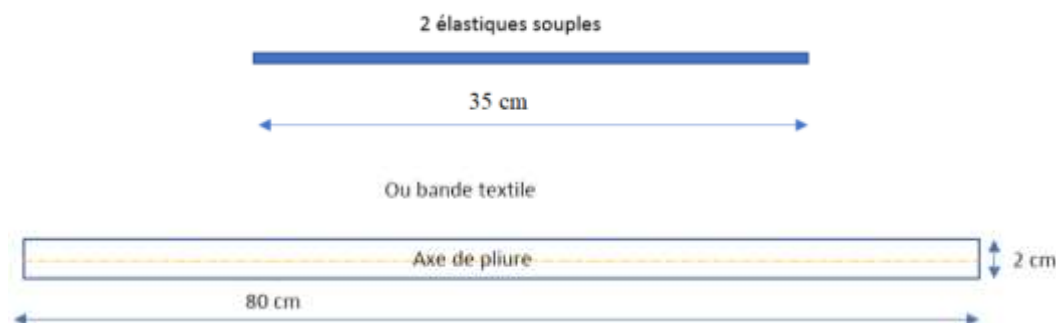 2 élastiques souples
35 cm
Ou bande textile
Axe de pliure
2 cm
80 cm